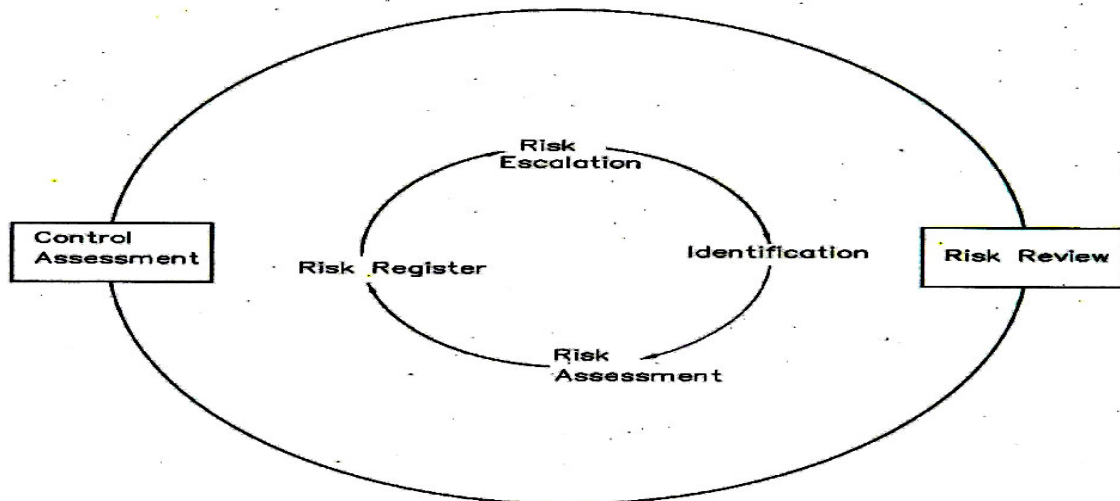 Risk
Escalation
Control
Assessment
Identification
Risk Review
Risk Register
Risk
Assessment